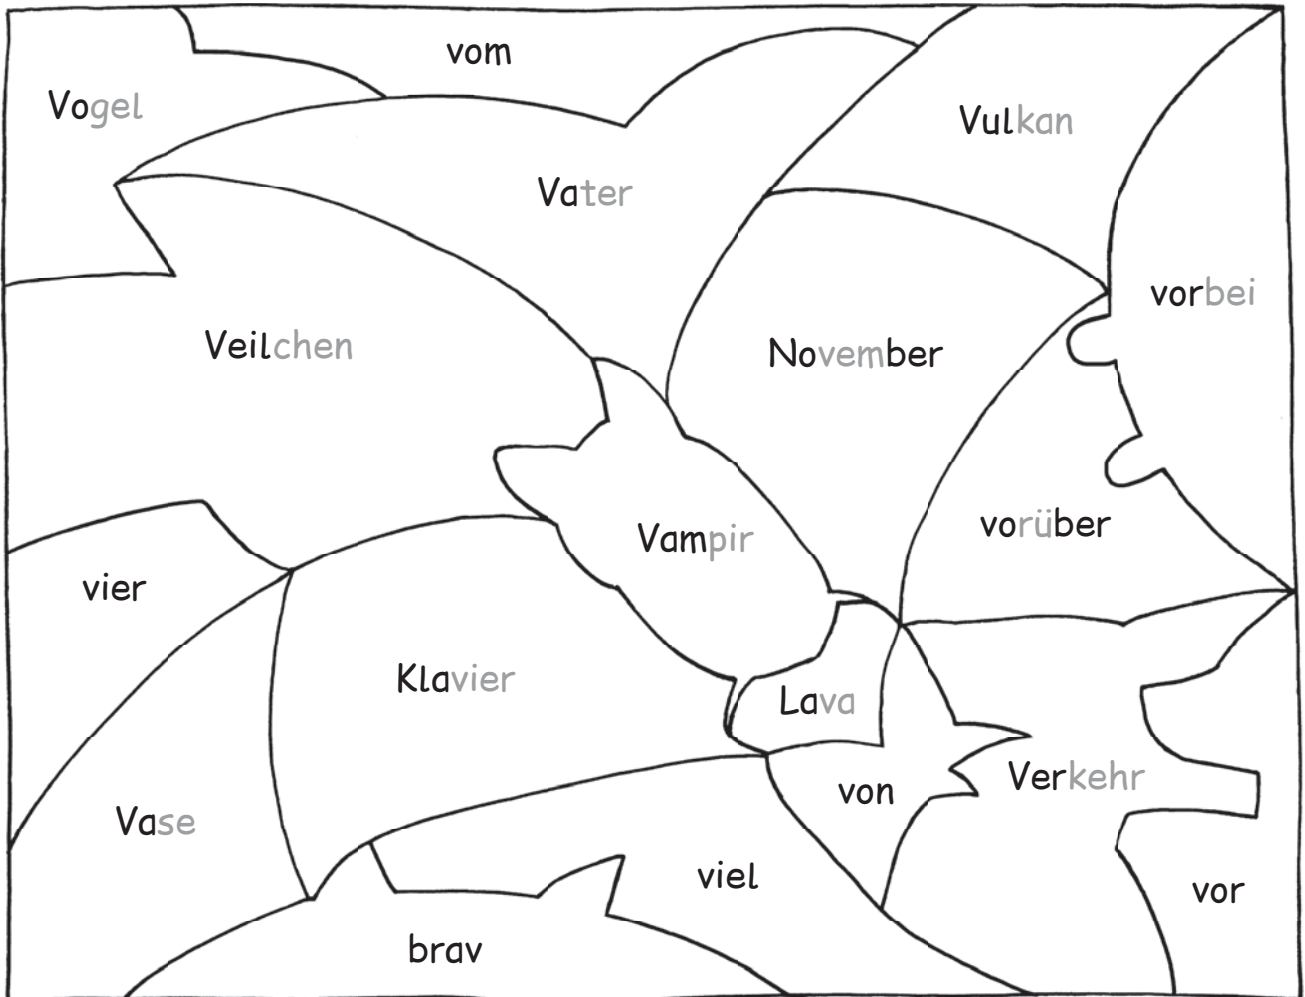 vom
Vogel
Vulkan
Vater
vorbei
Veilchen
November
vorüber
Vampir
vier
Klavier
Lava
Verkehr
von
Vase
viel
vor
brav